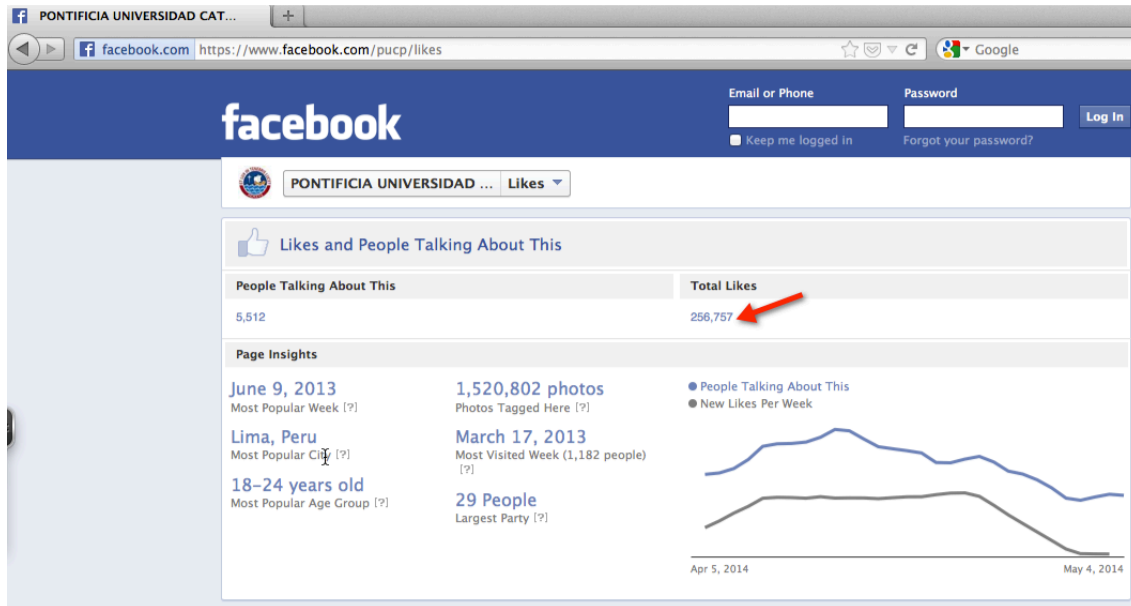 PONTIFICIA UNIVERSIDAD CAT...
facebook.com https://www.facebook.com/pucp/likes
Google
facebook
Email or Phone
Password
Log In
Keep me logged in
Forgot your password?
PONTIFICIA UNIVERSIDAD ... Likes
Likes and People Talking About This
People Talking About This
5,512
Total Likes
256,757
Page Insights
June 9, 2013
Most Popular Week [?]
Lima, Peru
Most Popular City [?]
18-24 years old
Most Popular Age Group [?]
1,520,802 photos
Photos Tagged Here [?]
March 17, 2013
Most Visited Week (1,182 people)
[?]
29 People
Largest Party [?]
People Talking About This
New Likes Per Week
Apr 5, 2014
May 4, 2014